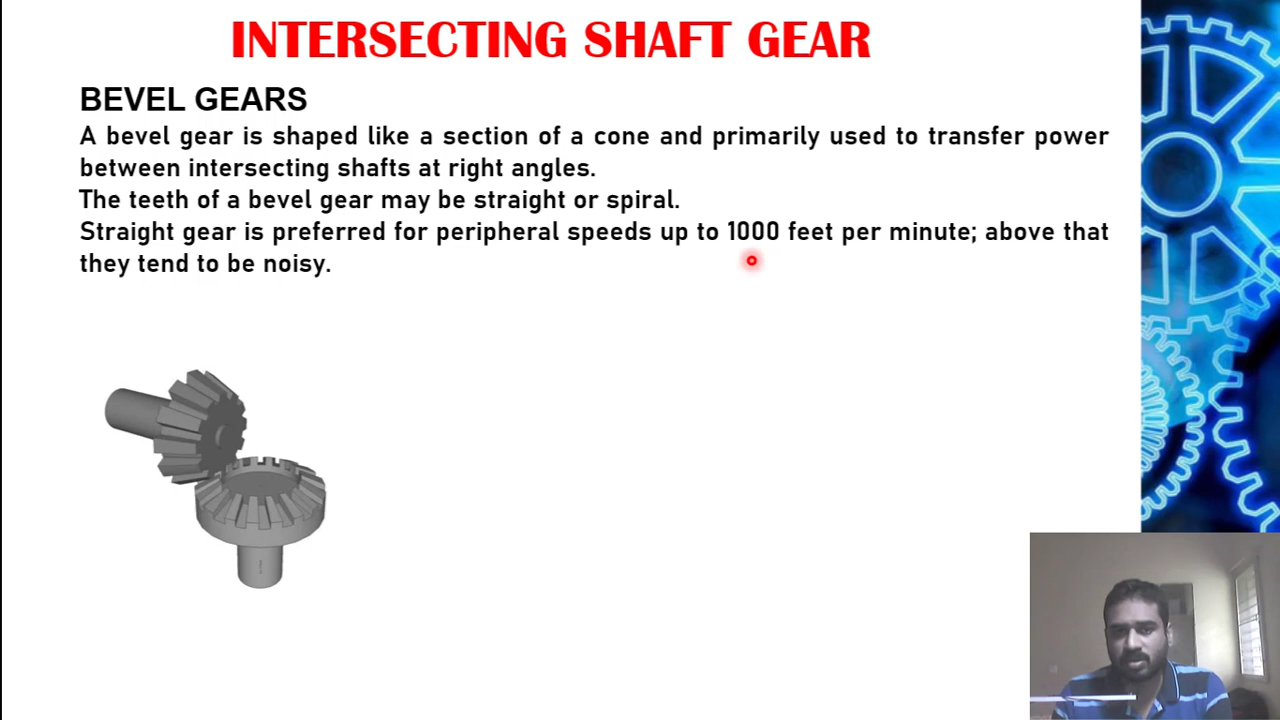 INTERSECTING SHAFT GEAR
BEVEL GEARS
A bevel gear is shaped like a section of a cone and primarily used to transfer power
between intersecting shafts at right angles.
The teeth of a bevel gear may be straight or spiral.
Straight gear is preferred for peripheral speeds up to 1000 feet per minute; above that
they tend to be noisy.